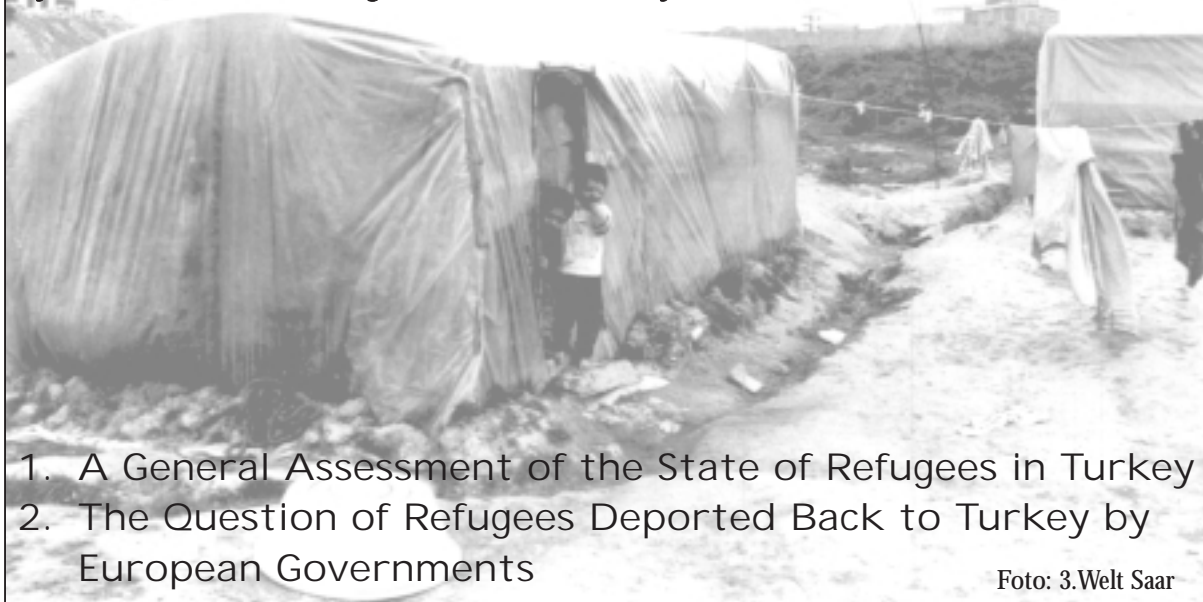 1. A General Assessment of the State of Refugees in Turkey
2. The Question of Refugees Deported Back to Turkey by
European Governments
Foto: 3.Welt Saar